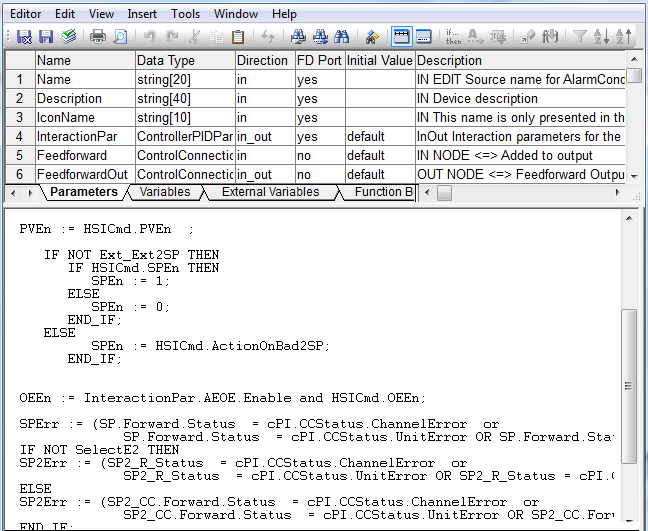 Editor Edit View Insert Tools Window Help
if.. then
Name Data Type Direction FD Port Initial Value Description
1 Name string[20] in yes IN EDIT Source name for AlarmCond
2 Description string[40] in yes IN Device description
3 IconName string[10] in yes IN This name is only presented in th
4 InteractionPar ControllerPIDPar in_out yes default InOut Interaction parameters for the
5 Feedforward ControlConnectio in no default IN NODE <=> Added to output
6 FeedforwardOut ControlConnectio in_out no default OUT NODE <=> Feedforward Outpu
Parameters Variables External Variables Function B
PVEn := HSICmd.PVEn ;
IF NOT Ext_Ext2SP THEN
IF HSICmd.SPEn THEN
SPEn := 1;
ELSE
SPEn := 0;
END_IF;
ELSE
SPEn := HSICmd.ActionOnBad2SP;
END_IF;
OEEn := InteractionPar.AEOE.Enable and HSICmd.OEEn;
SPErr := (SP.Forward.Status = cPI.CCStatus.ChannelError or
SP.Forward.Status = cPI.CCStatus.UnitError OR SP.Forward.Sta
IF NOT SelectE2 THEN
SP2Err := (SP2_R_Status = cPI.CCStatus.ChannelError or
SP2_R_Status = cPI.CCStatus.UnitError OR SP2_R_Status = cPI.
ELSE
SP2Err := (SP2_CC.Forward.Status = cPI.CCStatus.ChannelError or
SP2_CC.Forward.Status = cPI.CCStatus.UnitError OR SP2_CC.For
END_IF;